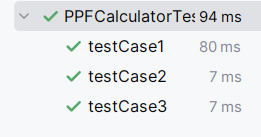 PPFCalculatorTes 94 ms
testCase1 80 ms
testCase2 7 ms
testCase3 7 ms